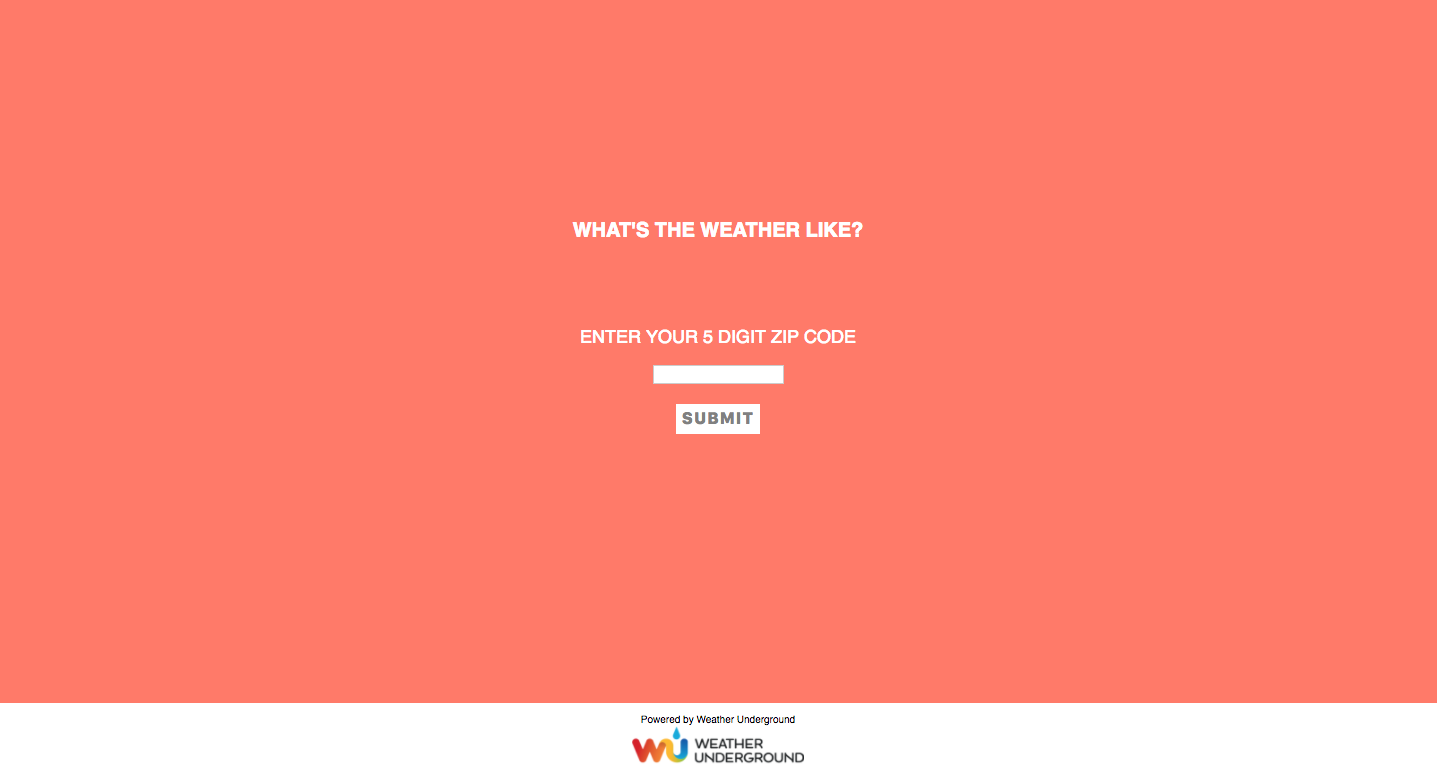 WHAT'S THE WEATHER LIKE?
ENTER YOUR 5 DIGIT ZIP CODE
SUBMIT
Powered by Weather Underground
WU WEATHER
UNDERGROUND